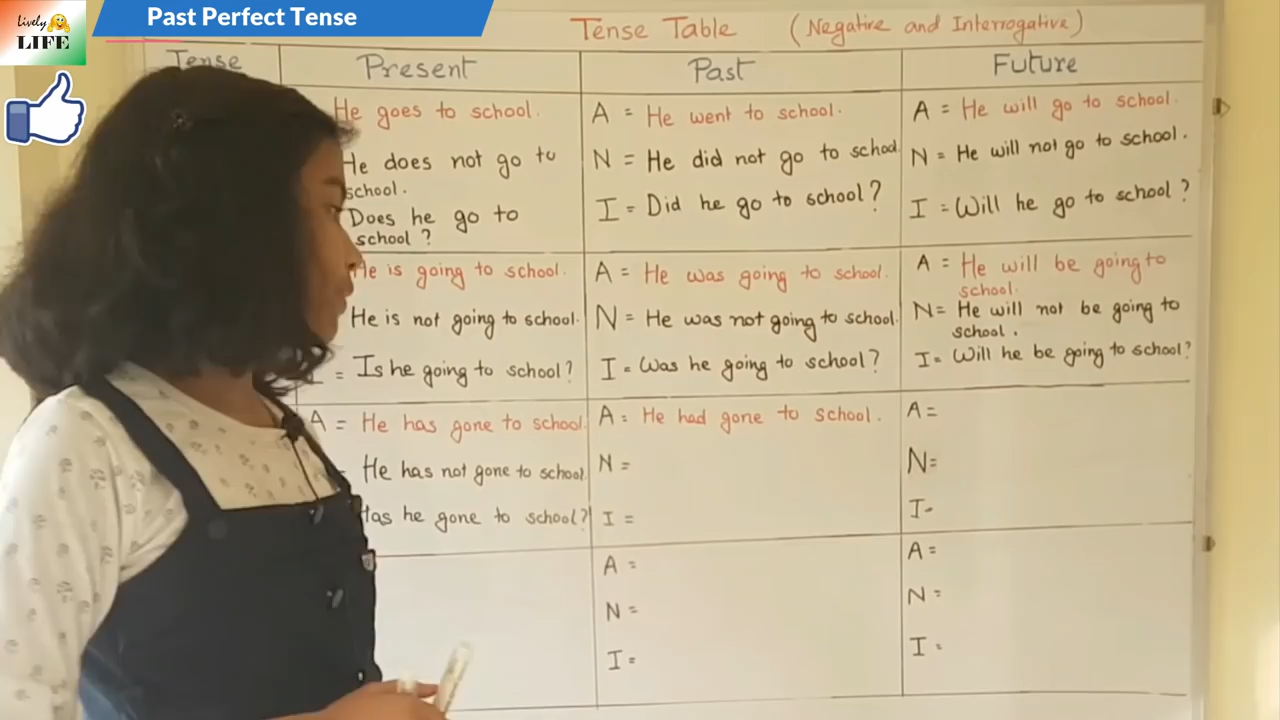 Lively
LIFE
Past Perfect Tense
Tense Table (Negative and Interrogative)
Tense
Present
Past
Future
He goes to school.
He does not go to
school.
Does he go to
school?
A = He went to school.
N = He did not go to school
I = Did he go to school?
A = He will go to school.
N = He will not go to school.
I = Will he go to school?
He is going to school.
He is not going to school.
= Is he going to school?
A = He was going to school.
N = He was not going to school.
I = Was he going to school?
A = He will be going to
school.
N = He will not be going to
school.
I = Will he be going to school?
A = He has gone to school.
= He has not gone to school
Has he gone to school?
A = He had gone to school.
N =
I =
A =
N =
I -
A =
N =
I =
A =
N =
I =